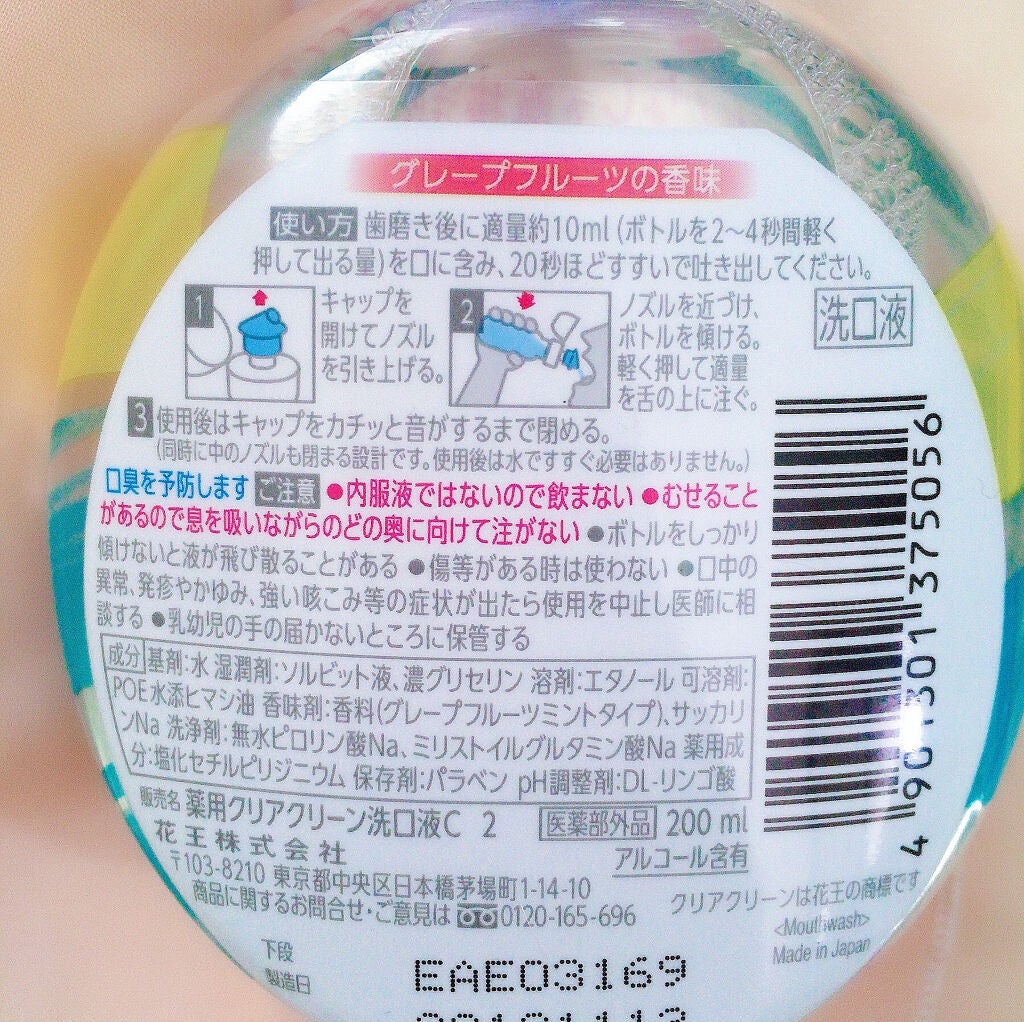 グレープフルーツの香味
使い方 歯磨き後に適量約10ml(ボトルを2〜4秒間軽く
押して出る量)を口に含み、20秒ほどすすいで吐き出してください。
洗口液
1 キャップを
開けてノズル
を引き上げる。
2 ノズルを近づけ、
ボトルを傾ける。
軽く押して適量
を舌の上に注ぐ。
3 使用後はキャップをカチッと音がするまで閉める。
(同時に中のノズルも閉まる設計です。使用後は水ですすぐ必要はありません。)
口臭を予防します ご注意 ●内服液ではないので飲まない ●むせること
があるので息を吸いながらのどの奥に向けて注がない ●ボトルをしっかり
傾けないと液が飛び散ることがある ●傷等がある時は使わない ●口中の
異常、発疹やかゆみ、強い咳こみ等の症状が出たら使用を中止し医師に相
談する ●乳幼児の手の届かないところに保管する
成分 基剤:水 湿潤剤:ソルビット液、濃グリセリン 溶剤:エタノール 可溶剤:
POE水添ヒマシ油 香味剤:香料(グレープフルーツミントタイプ)、サッカリ
ンNa 洗浄剤:無水ピロリン酸Na、ミリストイルグルタミン酸Na 薬用成
分:塩化セチルピリジニウム 保存剤:パラベン pH調整剤:DL-リンゴ酸
販売名 薬用クリアクリーン洗口液C 2 医薬部外品 200 ml
花王株式会社
アルコール含有
〒103-8210 東京都中央区日本橋茅場町1-14-10
商品に関するお問合せ・ご意見は 0120-165-696
クリアクリーンは花王の商標です
<Mouthwash>
Made in Japan
4 901301 375056
下段
製造日
EAE03169